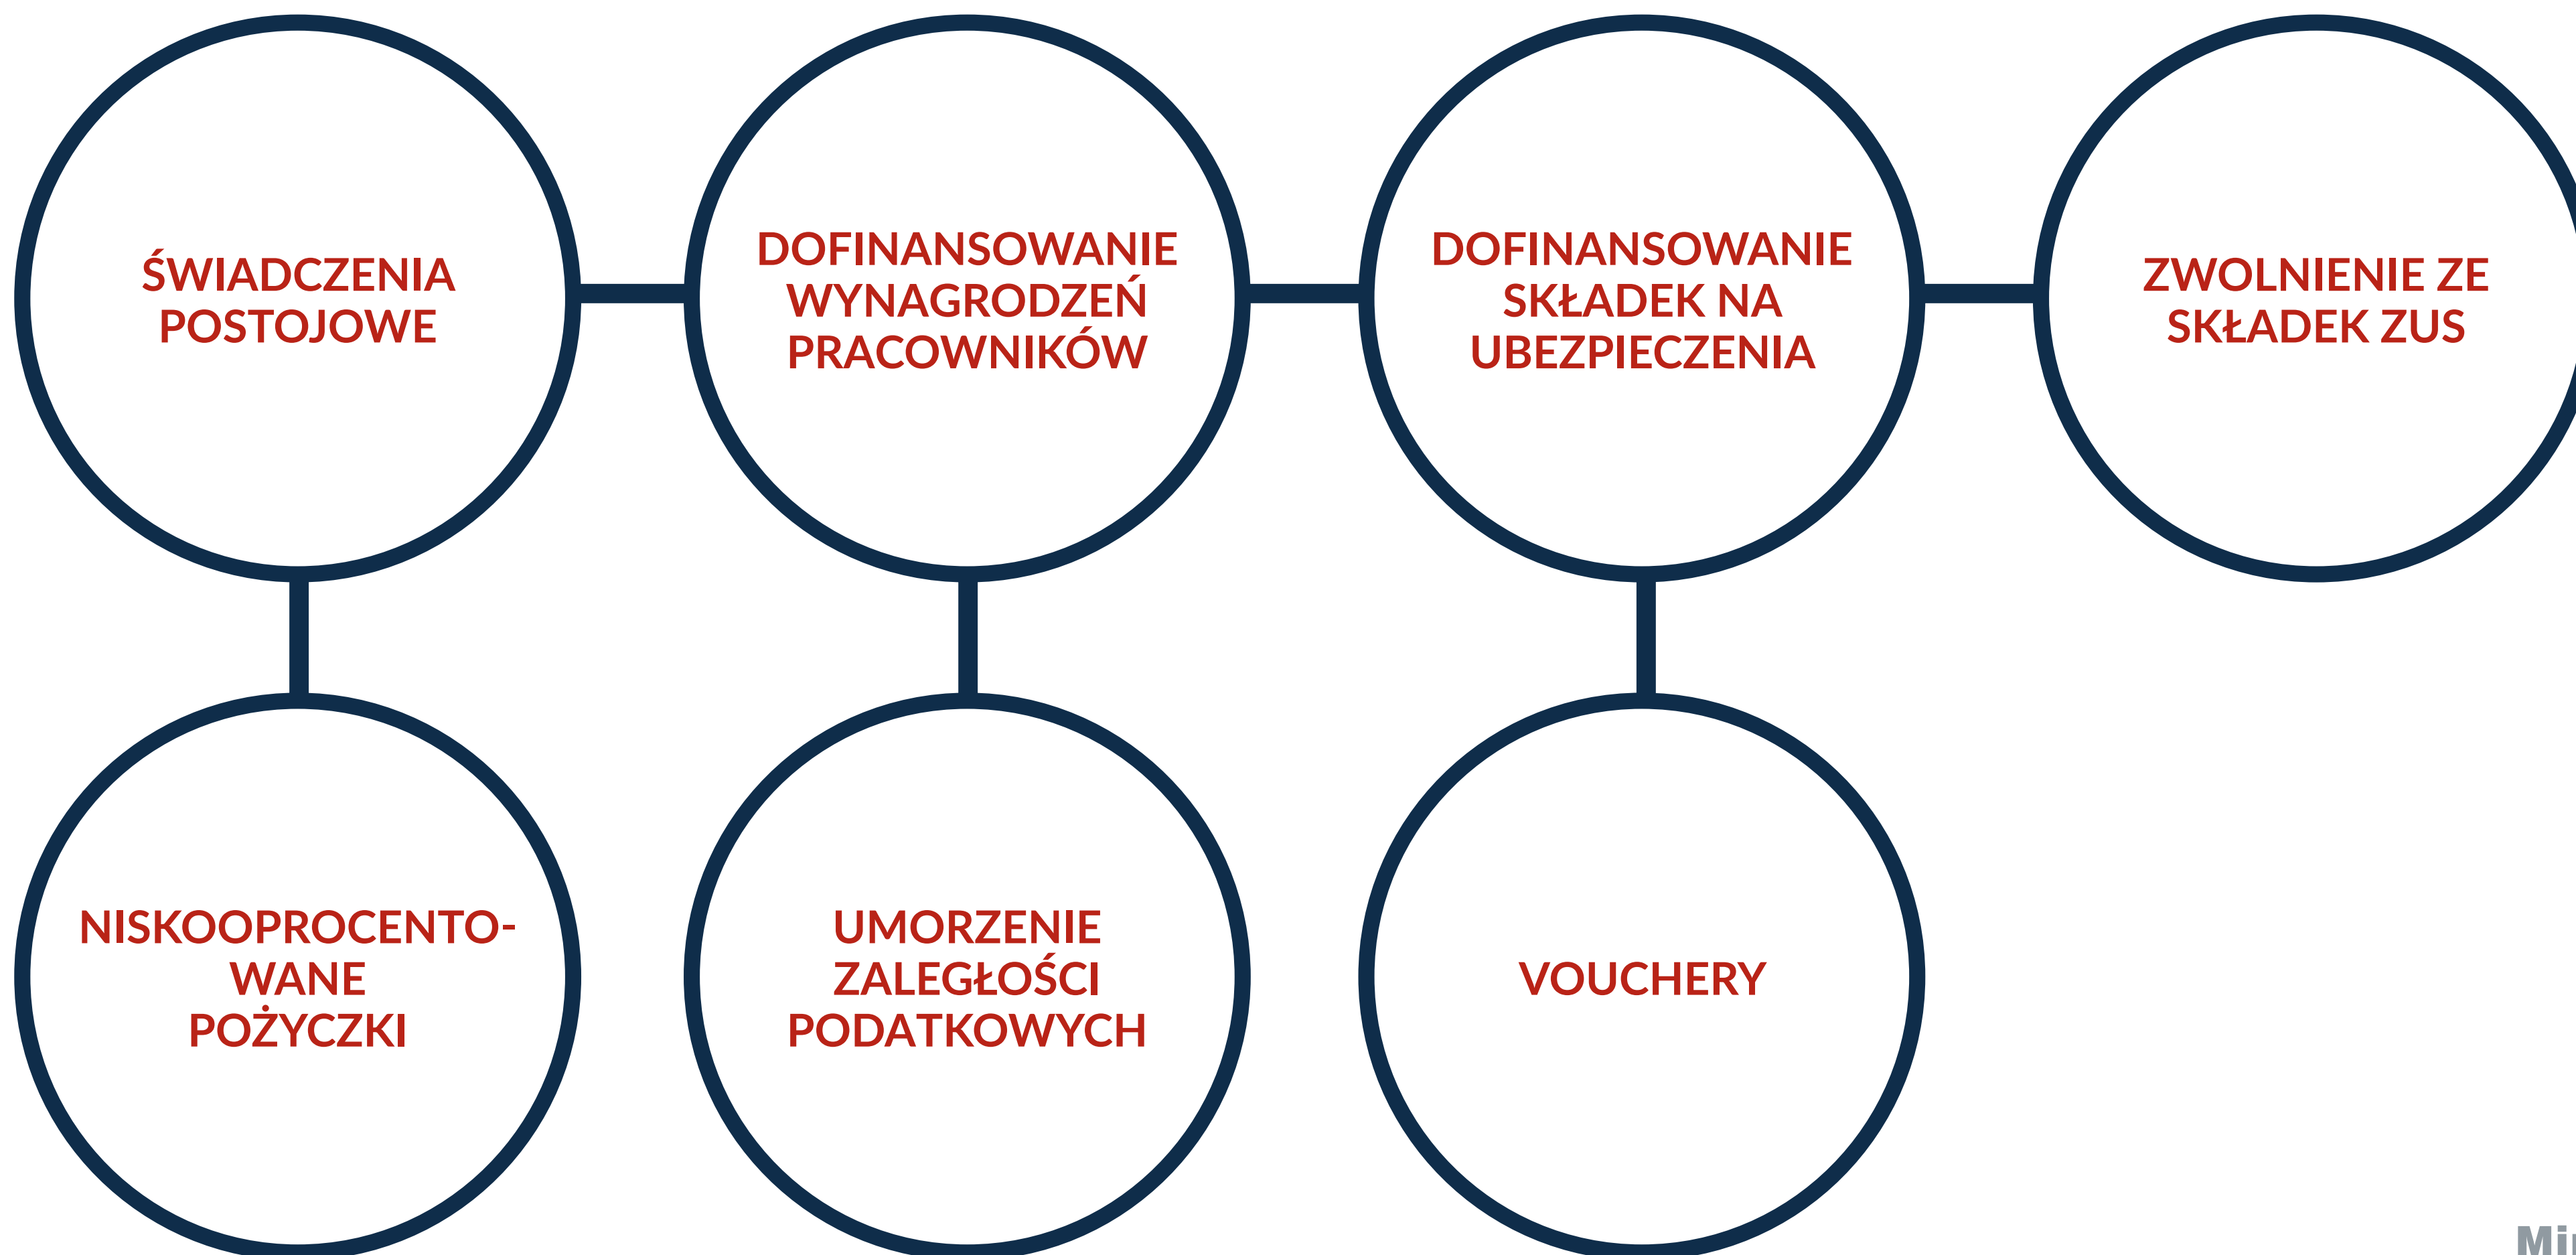 ŚWIADCZENIA
POSTOJOWE
DOFINANSOWANIE
WYNAGRODZEŃ
PRACOWNIKÓW
DOFINANSOWANIE
SKŁADEK NA
UBEZPIECZENIA
ZWOLNIENIE ZE
SKŁADEK ZUS
NISKOOPROCENTO-
WANE
POŻYCZKI
UMORZENIE
ZALEGŁOŚCI
PODATKOWYCH
VOUCHERY